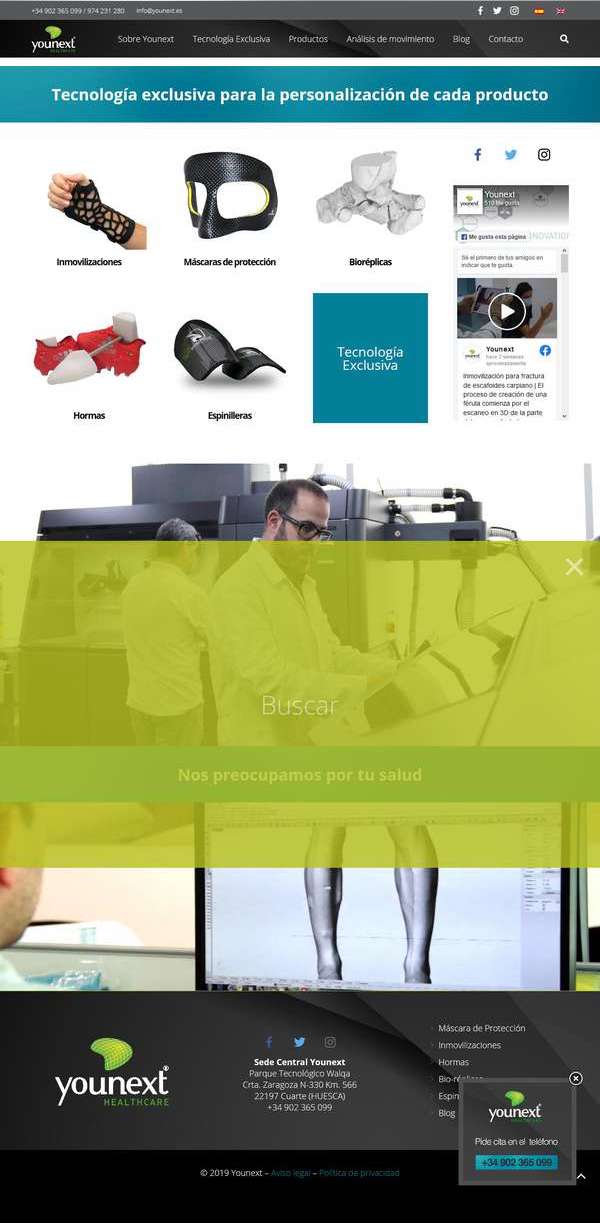 +34 902 365 099 / 974 231 280
info@younext.es
younext
HEALTHCARE
Sobre Younext
Tecnología Exclusiva
Productos
Análisis de movimiento
Blog
Contacto
Tecnología exclusiva para la personalización de cada producto
Inmovilizaciones
Máscaras de protección
Bioréplicas
Hormas
Espinilleras
Tecnología
Exclusiva
Younext
510 Me gusta
Me gusta esta página
Sé el primero de tus amigos en
indicar que te gusta.
Younext
hace 2 semanas
aproximadamente
Inmovilización para fractura
de escafoides carpiano | El
proceso de creación de una
férula comienza por el
escaneo en 3D de la parte
Buscar
Nos preocupamos por tu salud
younext
HEALTHCARE
Sede Central Younext
Parque Tecnológico Walqa
Crta. Zaragoza N-330 Km. 566
22197 Cuarte (HUESCA)
+34 902 365 099
Máscara de Protección
Inmovilizaciones
Hormas
Blog
younext
HEALTHCARE
Pide cita en el teléfono
+34 902 365 099
© 2019 Younext – Aviso legal – Política de privacidad